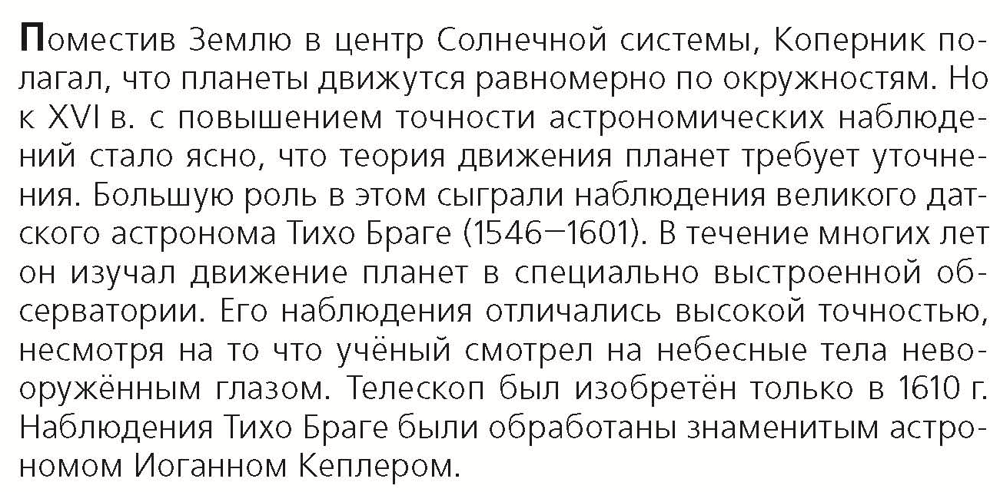 Поместив Землю в центр Солнечной системы, Коперник по-
лагал, что планеты движутся равномерно по окружностям. Но
к XVI в. с повышением точности астрономических наблюде-
ний стало ясно, что теория движения планет требует уточне-
ния. Большую роль в этом сыграли наблюдения великого дат-
ского астронома Тихо Браге (1546—1601). В течение многих лет
он изучал движение планет в специально выстроенной об-
серватории. Его наблюдения отличались высокой точностью,
несмотря на то что учёный смотрел на небесные тела нево-
оружённым глазом. Телескоп был изобретён только в 1610 г.
Наблюдения Тихо Браге были обработаны знаменитым астро-
номом Иоганном Кеплером.